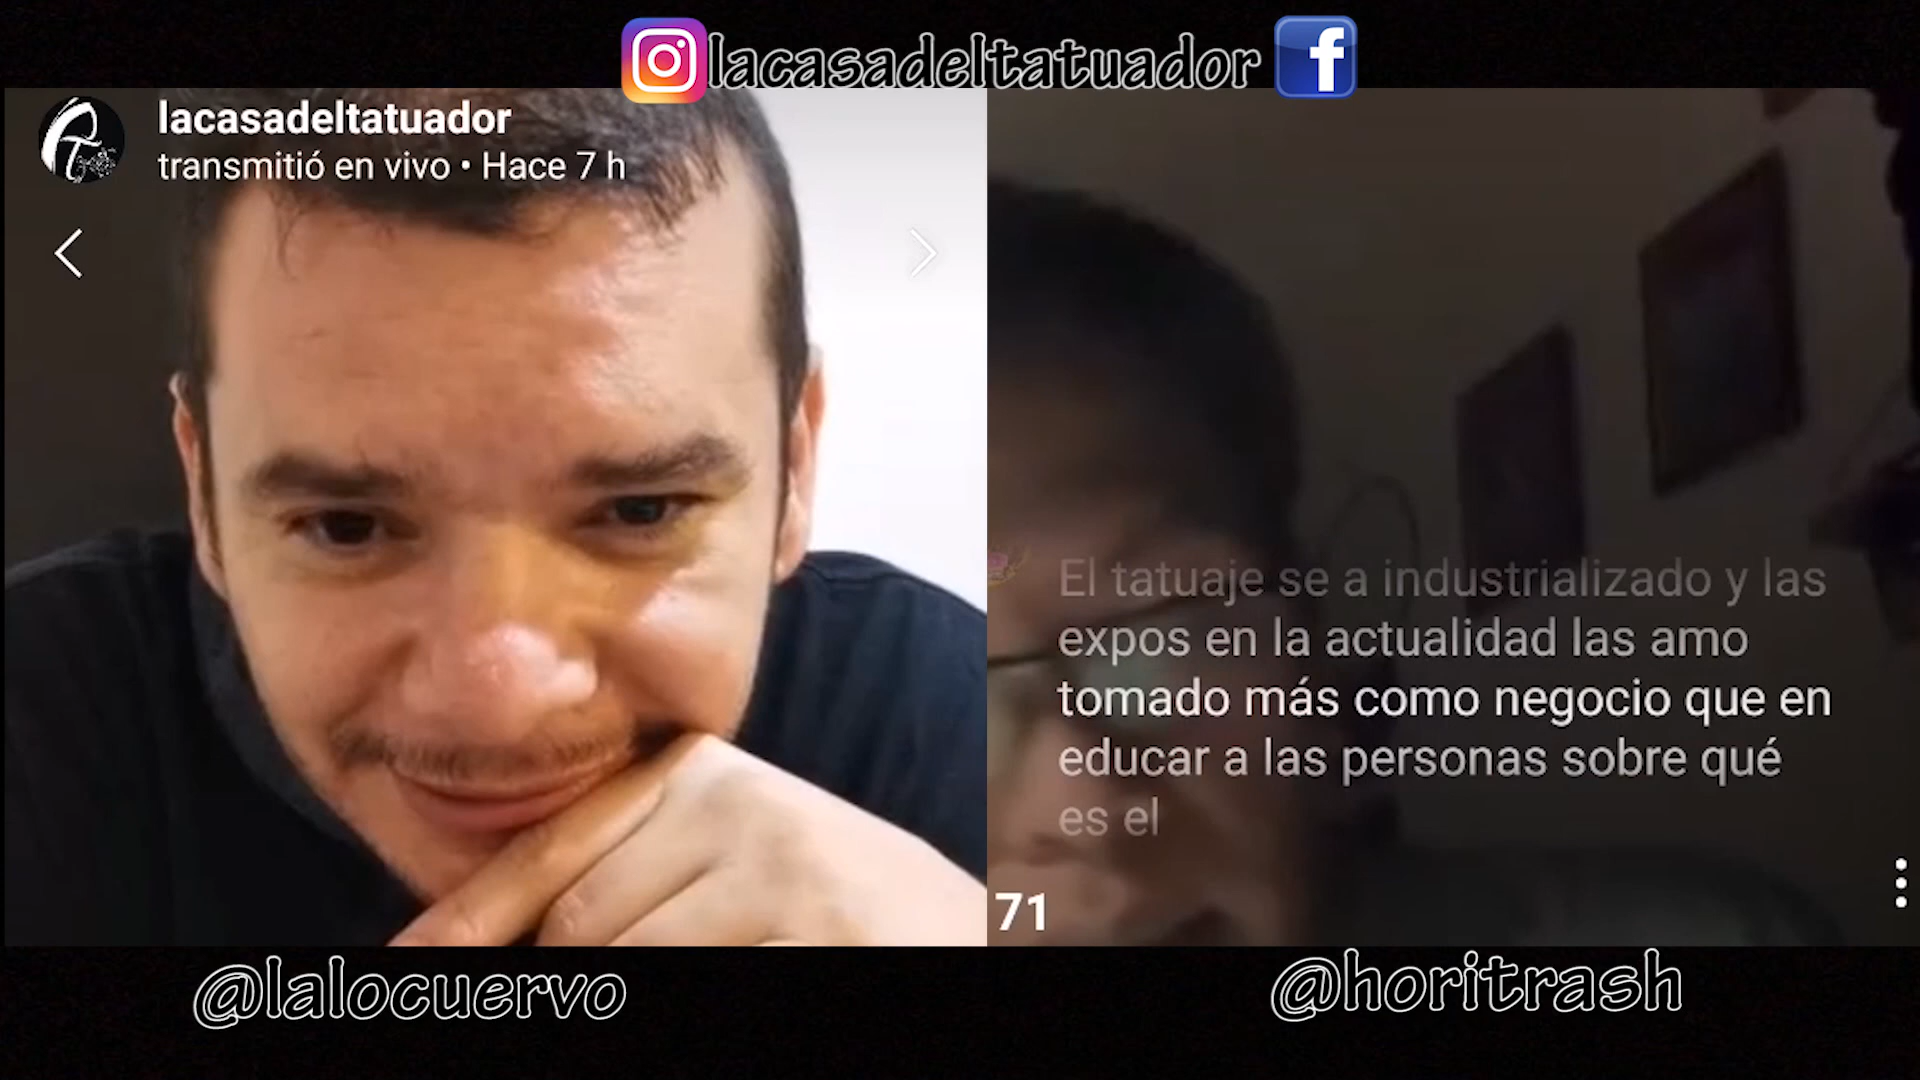 lacasadeltatuador
lacasadeltatuador
transmitió en vivo • Hace 7 h
El tatuaje se a industrializado y las
expos en la actualidad las amo
tomado más como negocio que en
educar a las personas sobre qué
es el
71
@lalocuervo
@horitrash